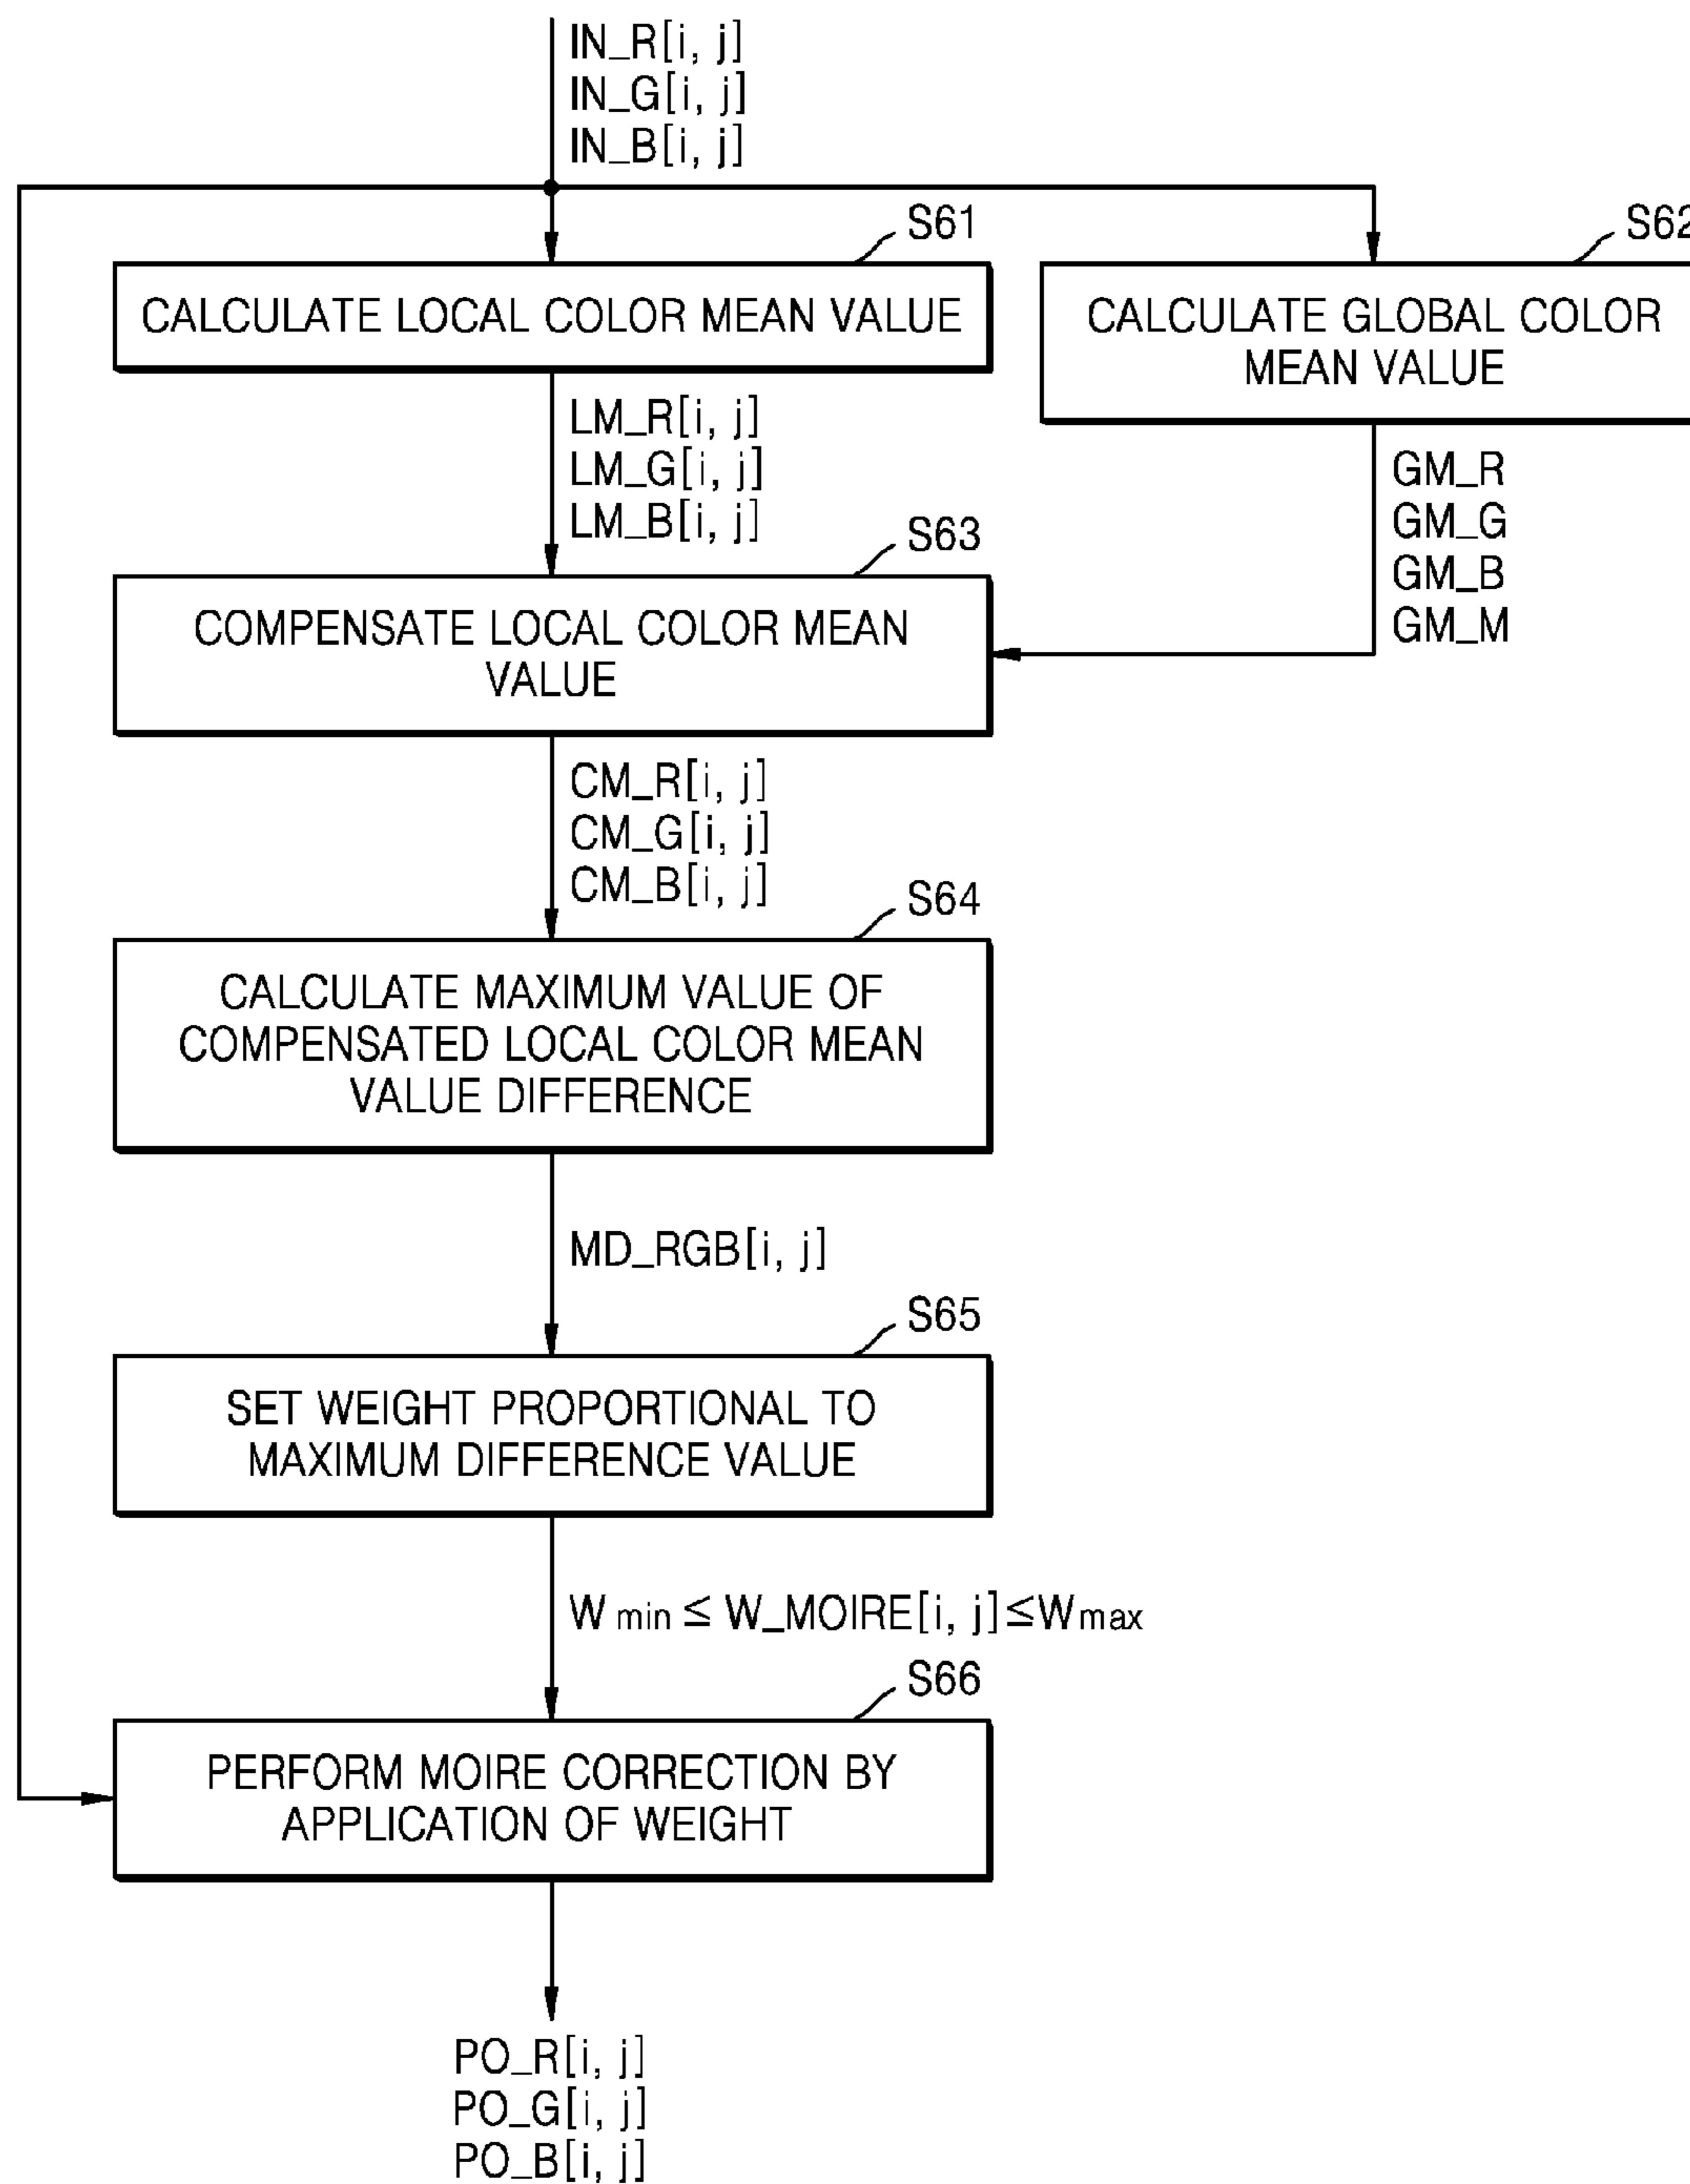 IN_R[i, j]
IN_G[i, j]
IN_B[i, j]
S61
S62
CALCULATE LOCAL COLOR MEAN VALUE
CALCULATE GLOBAL COLOR
MEAN VALUE
LM_R[i, j]
LM_G[i, j]
LM_B[i, j]
GM_R
GM_G
GM_B
GM_M
S63
COMPENSATE LOCAL COLOR MEAN
VALUE
CM_R[i, j]
CM_G[i, j]
CM_B[i, j]
S64
CALCULATE MAXIMUM VALUE OF
COMPENSATED LOCAL COLOR MEAN
VALUE DIFFERENCE
MD_RGB[i, j]
S65
SET WEIGHT PROPORTIONAL TO
MAXIMUM DIFFERENCE VALUE
Wmin ≤ W_MOIRE[i, j]≤Wmax
S66
PERFORM MOIRE CORRECTION BY
APPLICATION OF WEIGHT
PO_R[i, j]
PO_G[i, j]
PO_B[i, j]